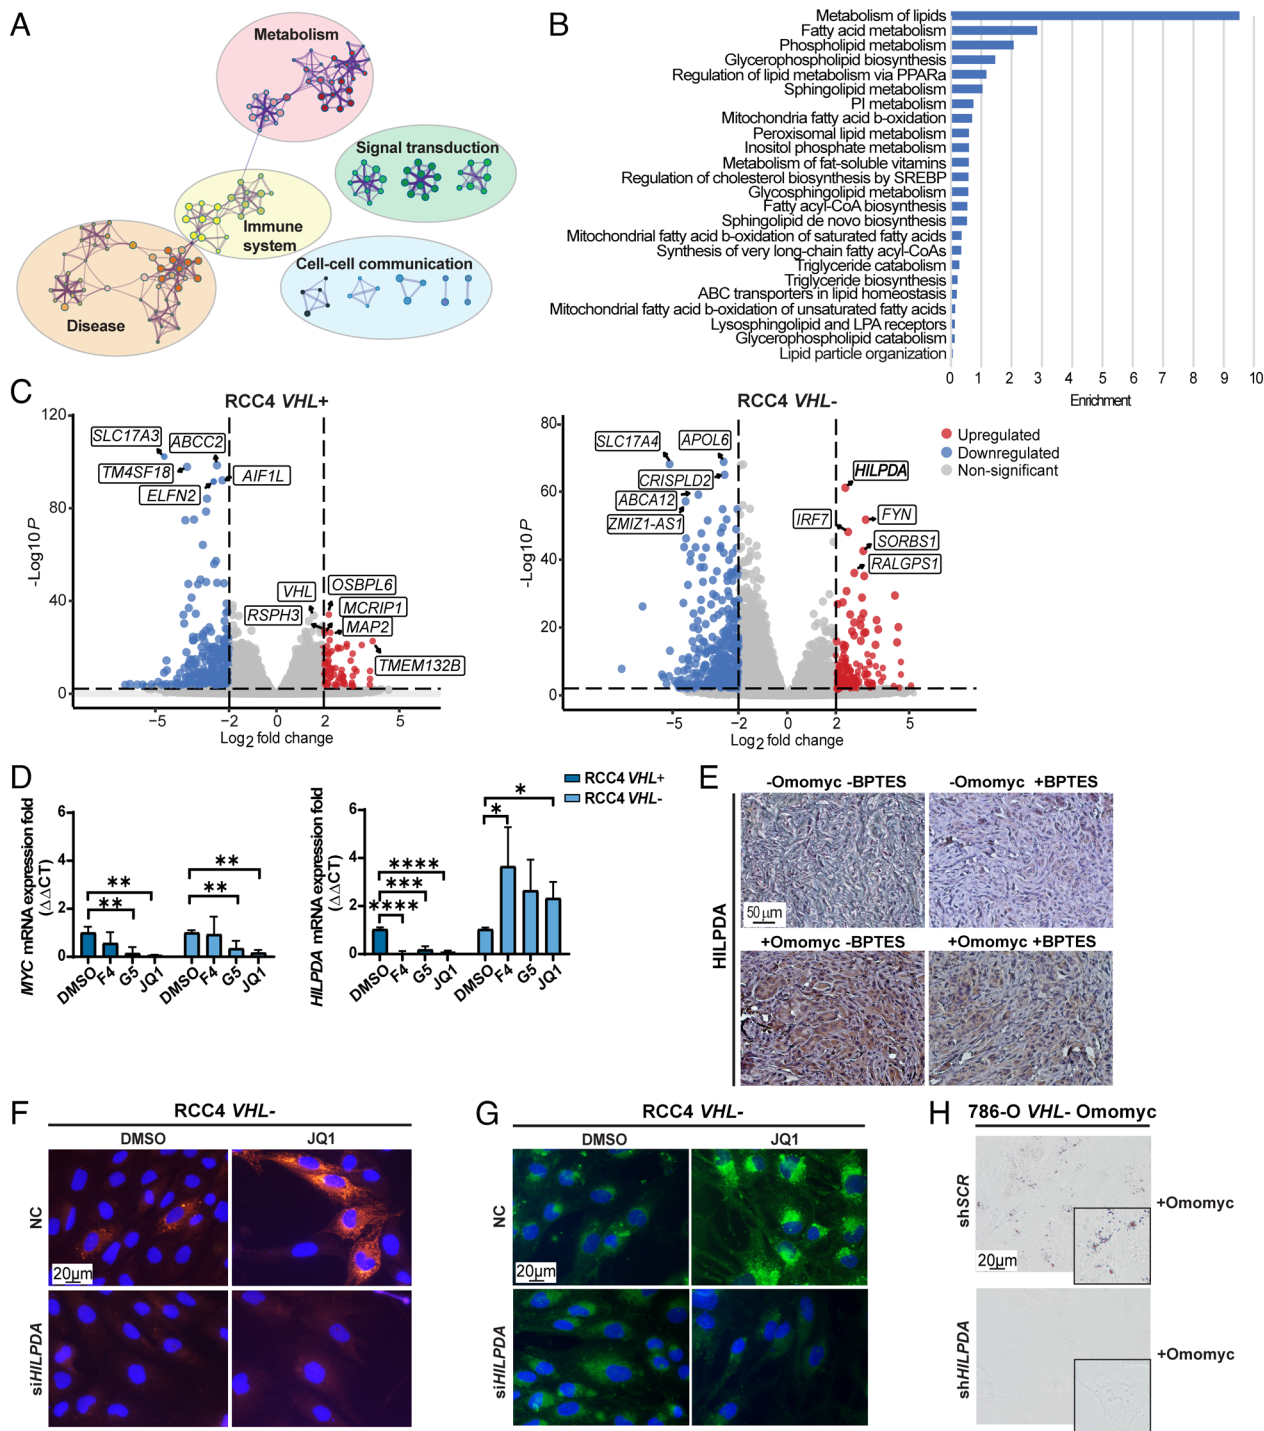 A
Metabolism
Signal transduction
Immune
system
Cell-cell communication
Disease
B
Metabolism of lipids
Fatty acid metabolism
Phospholipid metabolism
Glycerophospholipid biosynthesis
Regulation of lipid metabolism via PPARa
Sphingolipid metabolism
PI metabolism
Mitochondria fatty acid b-oxidation
Peroxisomal lipid metabolism
Inositol phosphate metabolism
Metabolism of fat-soluble vitamins
Regulation of cholesterol biosynthesis by SREBP
Glycosphingolipid metabolism
Fatty acyl-CoA biosynthesis
Sphingolipid de novo biosynthesis
Mitochondrial fatty acid b-oxidation of saturated fatty acids
Synthesis of very long-chain fatty acyl-CoAs
Triglyceride catabolism
Triglyceride biosynthesis
ABC transporters in lipid homeostasis
Mitochondrial fatty acid b-oxidation of unsaturated fatty acids
Lysosphingolipid and LPA receptors
Glycerophospholipid catabolism
Lipid particle organization
0 1 2 3 4 5 6 7 8 9 10
Enrichment
C
RCC4 VHL+
120
80
40
0
-Log10P
SLC17A3
ABCC2
TM4SF18
AIF1L
ELFN2
VHL
OSBPL6
RSPH3
MCRIP1
MAP2
TMEM132B
−5 −2 0 2 5
Log2 fold change
RCC4 VHL-
80
60
40
20
0
-Log10P
SLC17A4
APOL6
CRISPLD2
ABCA12
ZMIZ1-AS1
HILPDA
IRF7
FYN
SORBS1
RALGPS1
−5 −2 0 2 5
Log2 fold change
Upregulated
Downregulated
Non-significant
D
MYC mRNA expression fold
(△△CT)
6
4
2
0
** ** ** **
DMSO F4 G5 JQ1 DMSO F4 G5 JQ1
HILPDA mRNA expression fold
(△△CT)
6
4
2
0
**** *** **** * *
DMSO F4 G5 JQ1 DMSO F4 G5 JQ1
RCC4 VHL+
RCC4 VHL-
E
HILPDA
-Omomyc -BPTES
-Omomyc +BPTES
50 µm
+Omomyc -BPTES
+Omomyc +BPTES
F
RCC4 VHL-
DMSO JQ1
NC
20µm
siHILPDA
G
RCC4 VHL-
DMSO JQ1
NC
20µm
siHILPDA
H
786-O VHL- Omomyc
shSCR
20µm
+Omomyc
shHILPDA
+Omomyc